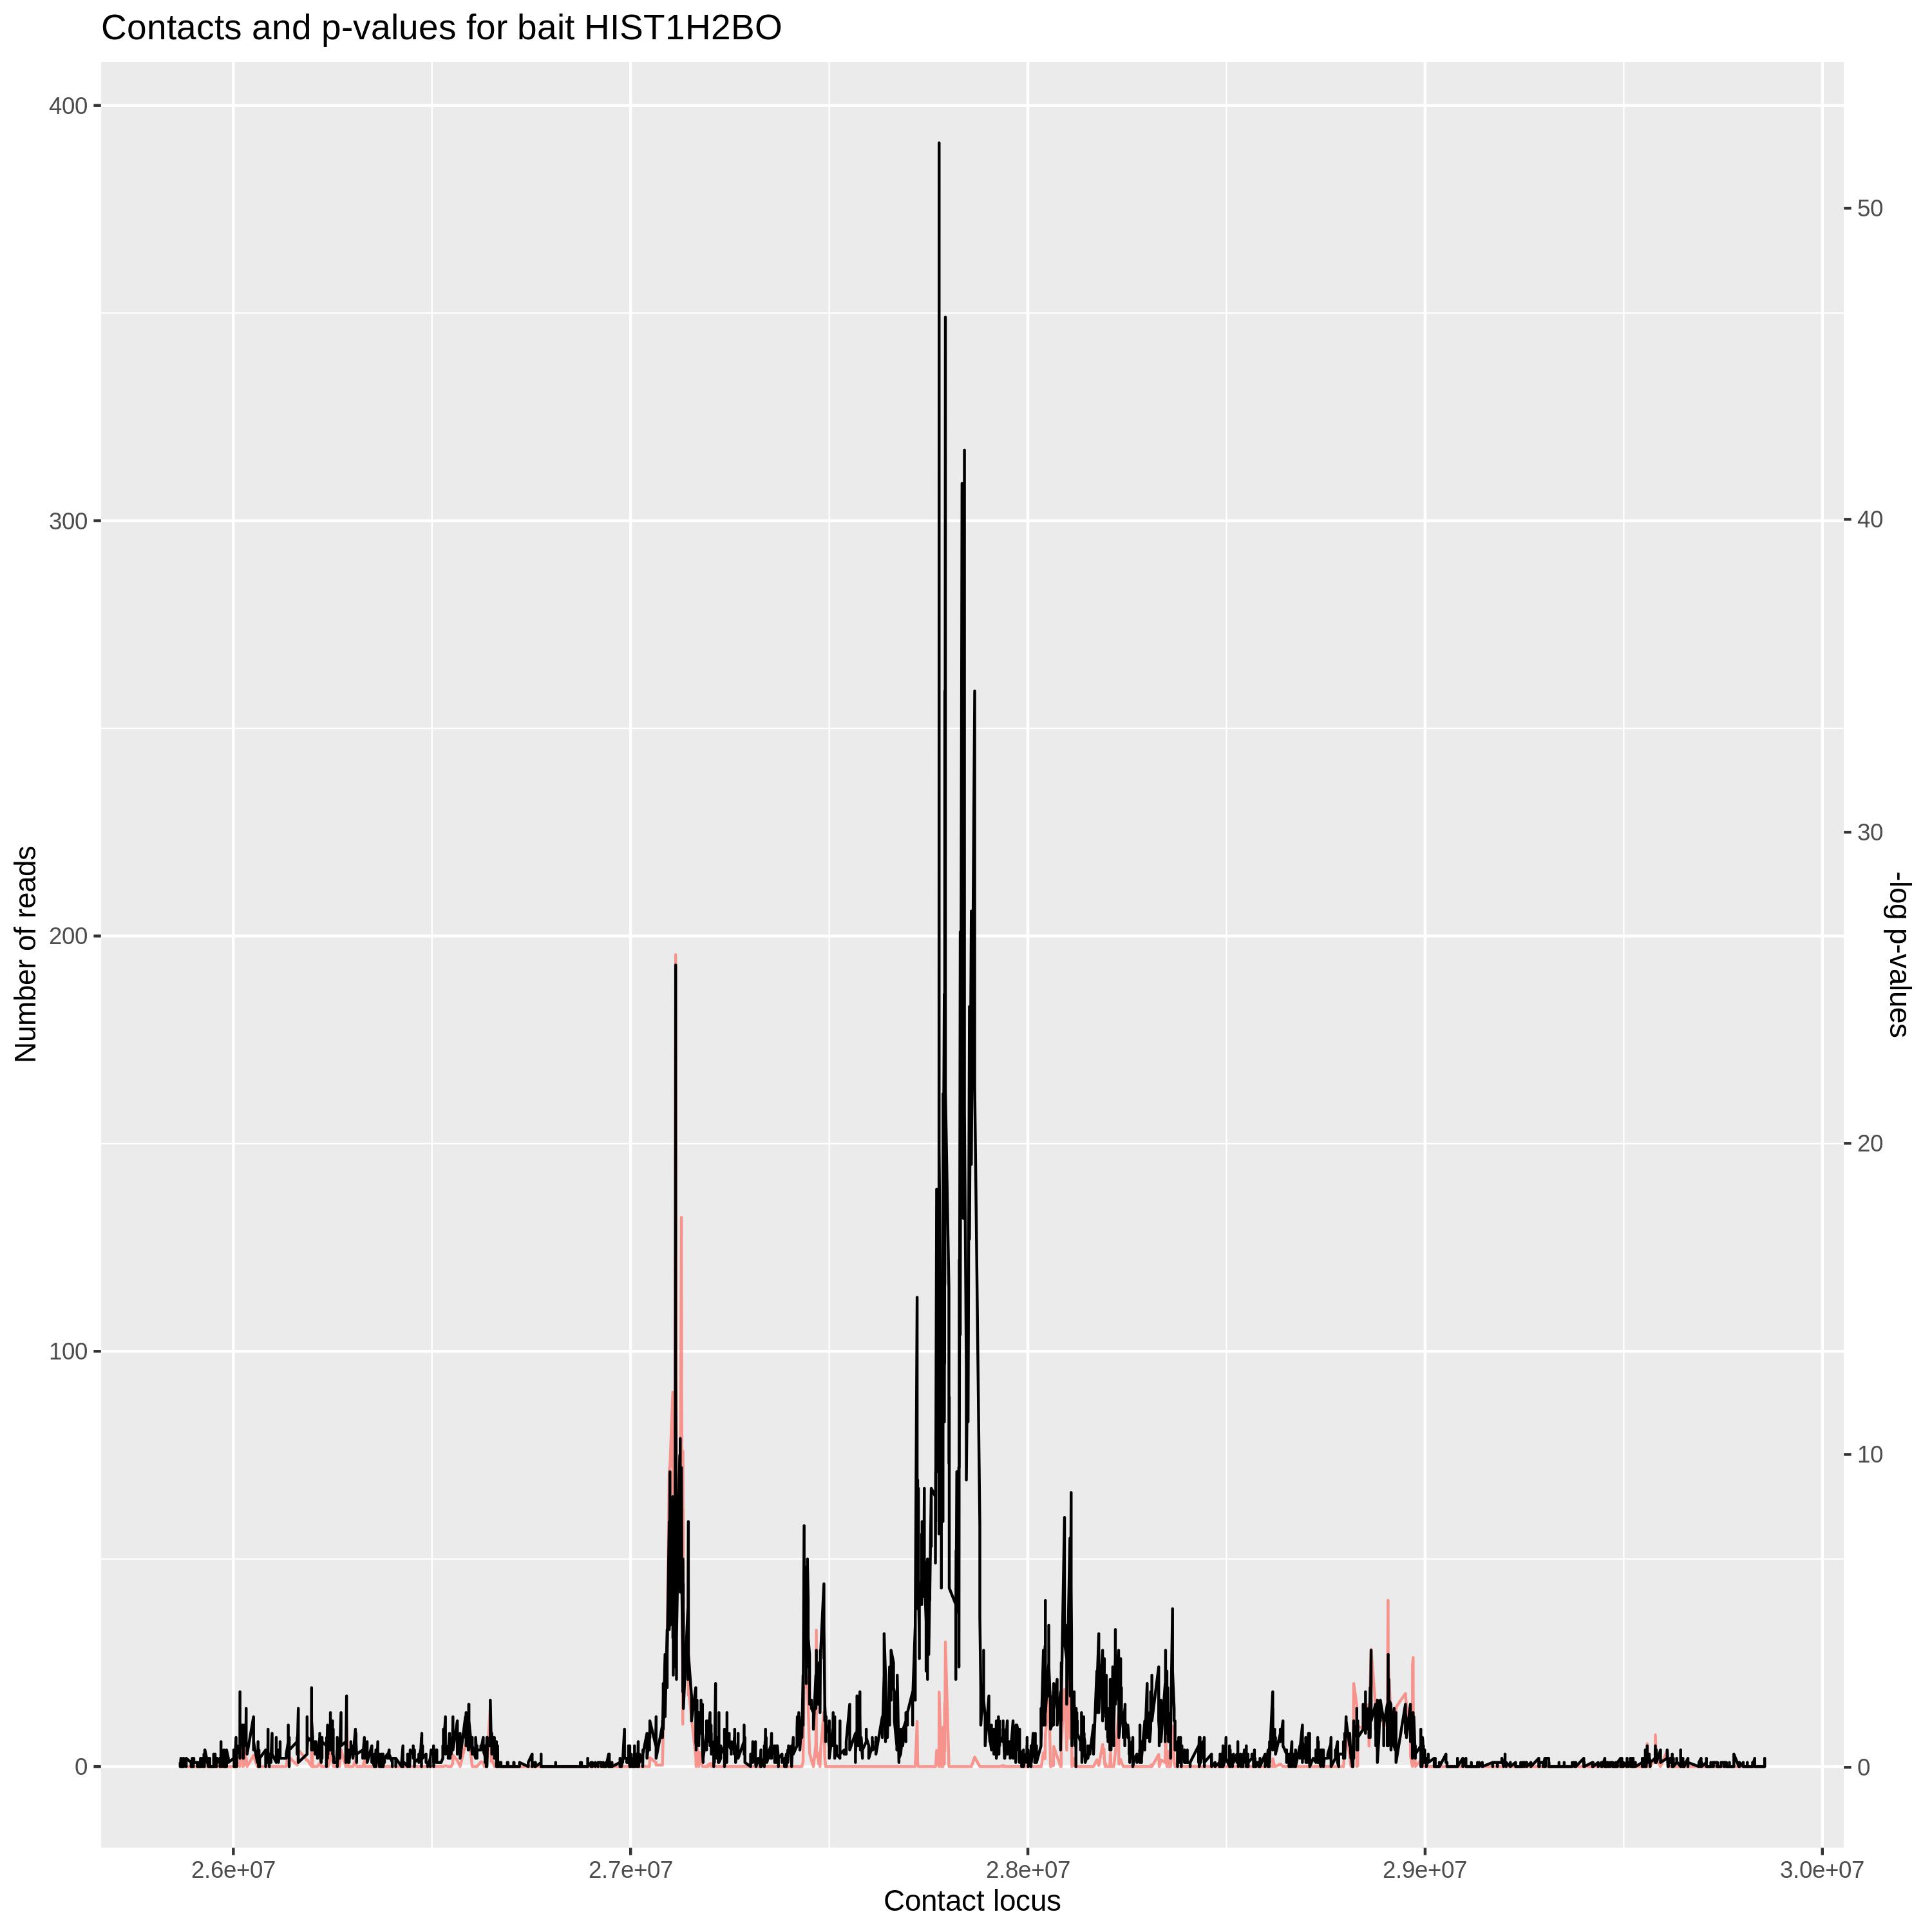 Contacts and p-values for bait HIST1H2BO
400
300
200
100
0
Number of reads
50
40
30
20
10
0
-log p-values
2.6e+07
2.7e+07
2.8e+07
2.9e+07
3.0e+07
Contact locus